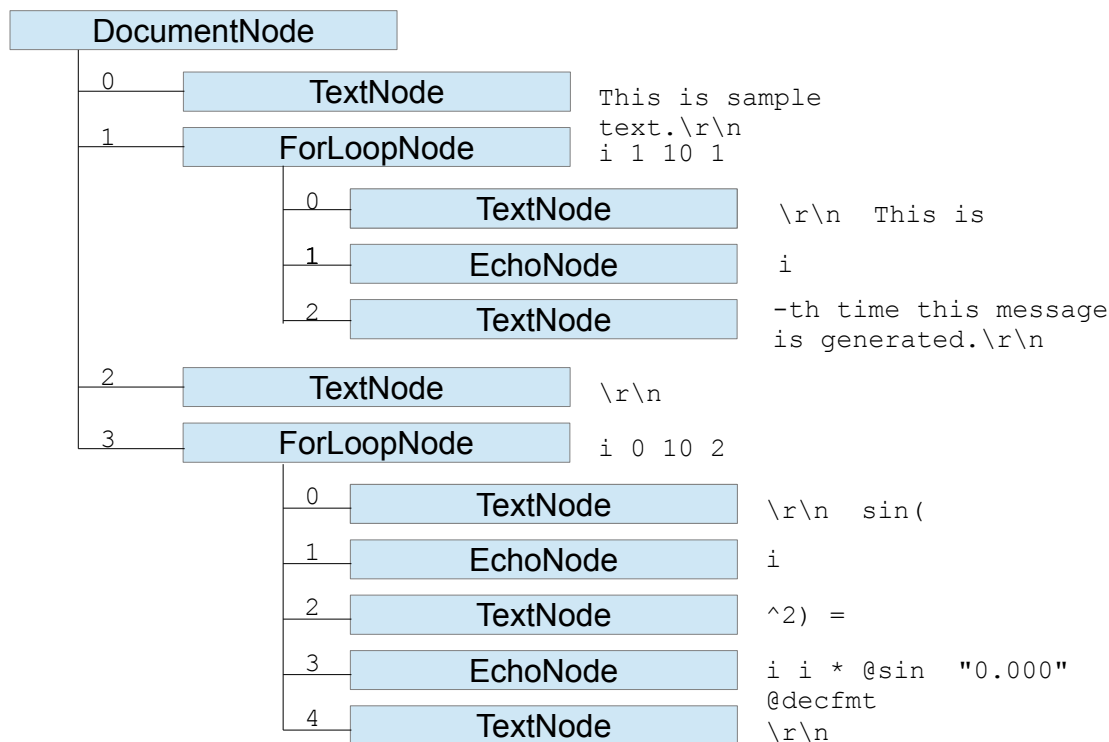 DocumentNode
0 TextNode This is sample
text.\r\n
1 ForLoopNode i 1 10 1
0 TextNode \r\n  This is
1 EchoNode i
2 TextNode -th time this message
is generated.\r\n
2 TextNode \r\n
3 ForLoopNode i 0 10 2
0 TextNode \r\n  sin(
1 EchoNode i
2 TextNode ^2) =
3 EchoNode i i * @sin  "0.000"
@decfmt
4 TextNode \r\n